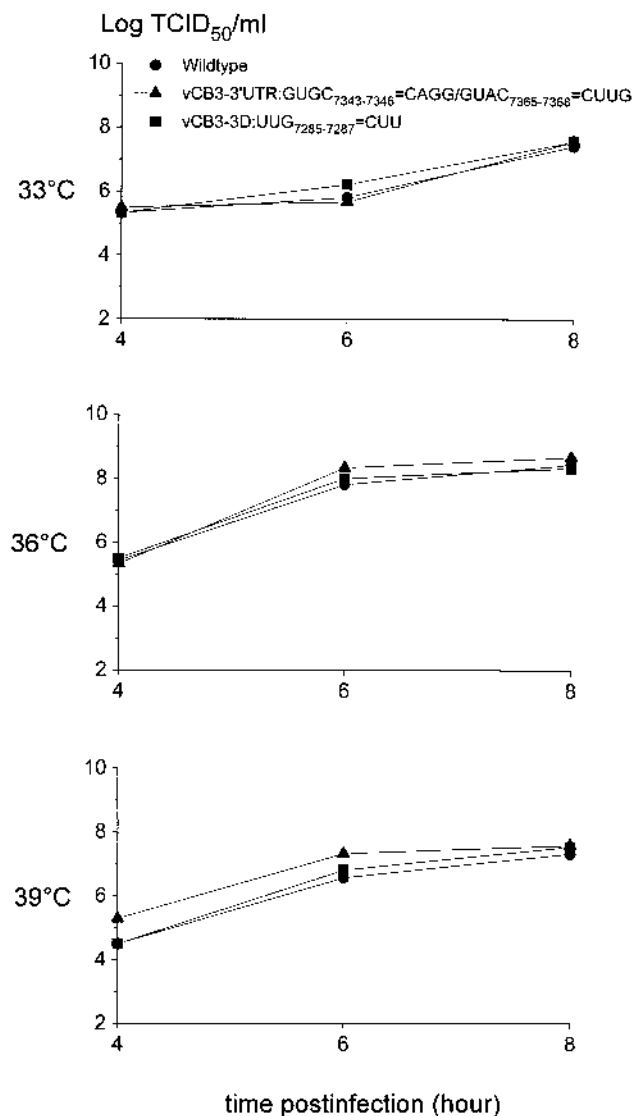 Log TCID50/ml
10
Wildtype
vCB3-3'UTR:GUGC7343-7346=CAGG/GUAC7365-7368=CUUG
8
vCB3-3D:UUG7285-7287=CUU
33°C
6
4
2
4 6 8
10
8
36°C
6
4
2
4 6 8
10
8
39°C
6
4
2
4 6 8
time postinfection (hour)